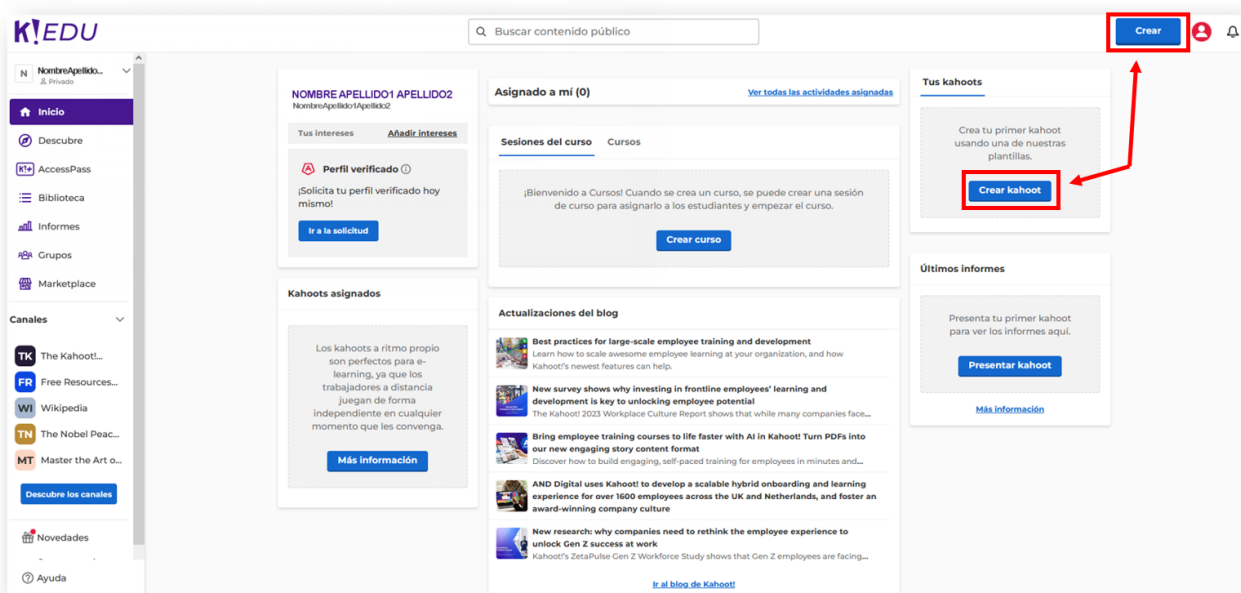 K!EDU
Buscar contenido público
Crear
N
NombreApellido...
Privado
Inicio
Descubre
K!+ AccessPass
Biblioteca
Informes
Grupos
Marketplace
Canales
TK The Kahoot!...
FR Free Resources...
WI Wikipedia
TN The Nobel Peac...
MT Master the Art o...
Descubre los canales
Novedades
Ayuda
NOMBRE APELLIDO1 APELLIDO2
NombreApellido1Apellido2
Tus intereses Añadir intereses
Perfil verificado
¡Solicita tu perfil verificado hoy
mismo!
Ir a la solicitud
Kahoots asignados
Los kahoots a ritmo propio
son perfectos para e-
learning, ya que los
trabajadores a distancia
juegan de forma
independiente en cualquier
momento que les convenga.
Más información
Asignado a mí (0) Ver todas las actividades asignadas
Sesiones del curso Cursos
¡Bienvenido a Cursos! Cuando se crea un curso, se puede crear una sesión
de curso para asignarlo a los estudiantes y empezar el curso.
Crear curso
Actualizaciones del blog
Best practices for large-scale employee training and development
Learn how to scale awesome employee learning at your organization, and how
Kahoot!'s newest features can help.
New survey shows why investing in frontline employees' learning and
development is key to unlocking employee potential
The Kahoot! 2023 Workplace Culture Report shows that while many companies face...
Bring employee training courses to life faster with AI in Kahoot! Turn PDFs into
our new engaging story content format
Discover how to build engaging, self-paced training for employees in minutes and...
AND Digital uses Kahoot! to develop a scalable hybrid onboarding and learning
experience for over 1600 employees across the UK and Netherlands, and foster an
award-winning company culture
New research: why companies need to rethink the employee experience to
unlock Gen Z success at work
Kahoot!'s ZetaPulse Gen Z Workforce Study shows that Gen Z employees are facing...
Ir al blog de Kahoot!
Tus kahoots
Crea tu primer kahoot
usando una de nuestras
plantillas.
Crear kahoot
Últimos informes
Presenta tu primer kahoot
para ver los informes aquí.
Presentar kahoot
Más información